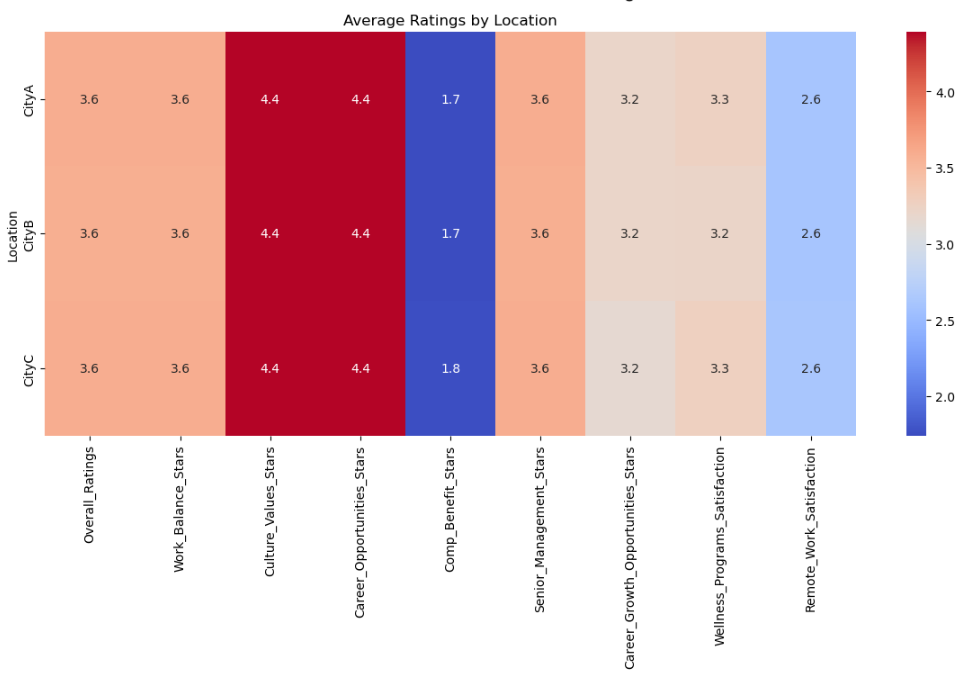 Average Ratings by Location
Location
CityA 3.6 3.6 4.4 4.4 1.7 3.6 3.2 3.3 2.6
CityB 3.6 3.6 4.4 4.4 1.7 3.6 3.2 3.2 2.6
CityC 3.6 3.6 4.4 4.4 1.8 3.6 3.2 3.3 2.6
Overall_Ratings
Work_Balance_Stars
Culture_Values_Stars
Career_Opportunities_Stars
Comp_Benefit_Stars
Senior_Management_Stars
Career_Growth_Opportunities_Stars
Wellness_Programs_Satisfaction
Remote_Work_Satisfaction
4.0
3.5
3.0
2.5
2.0